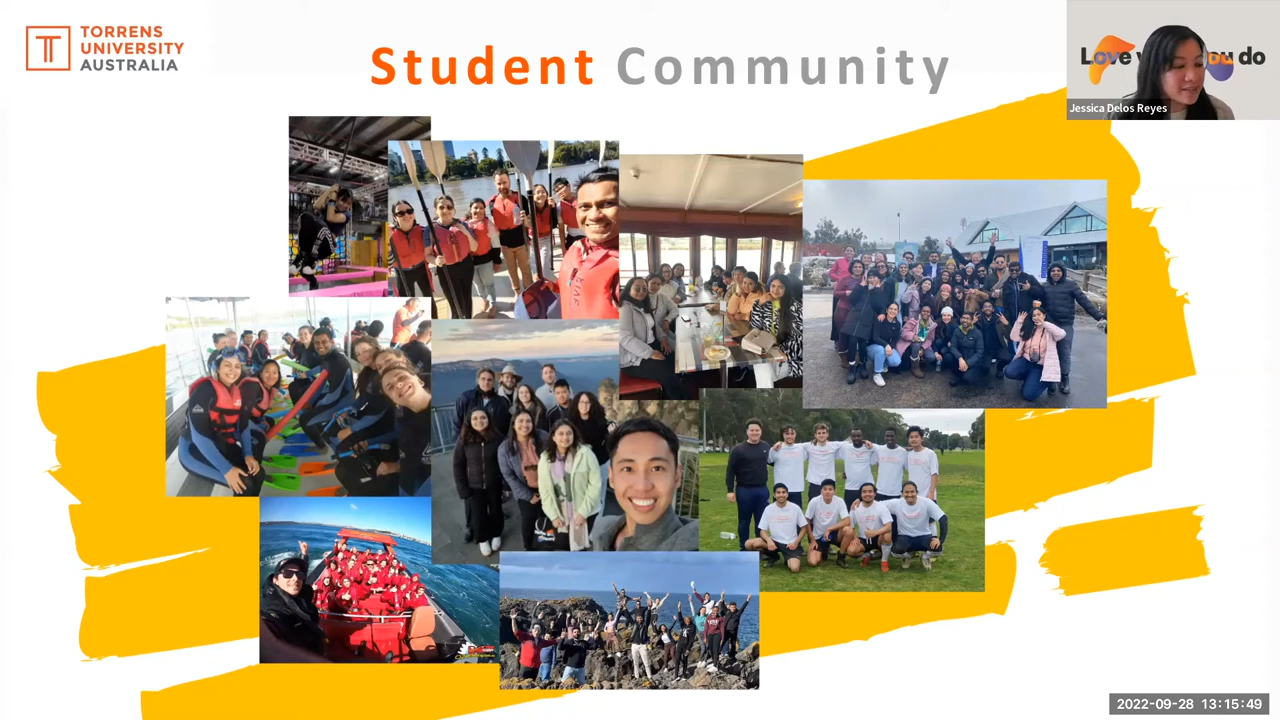 TORRENS
UNIVERSITY
AUSTRALIA
Student Community
Jessica Delos Reyes
2022-09-28 13:15:49